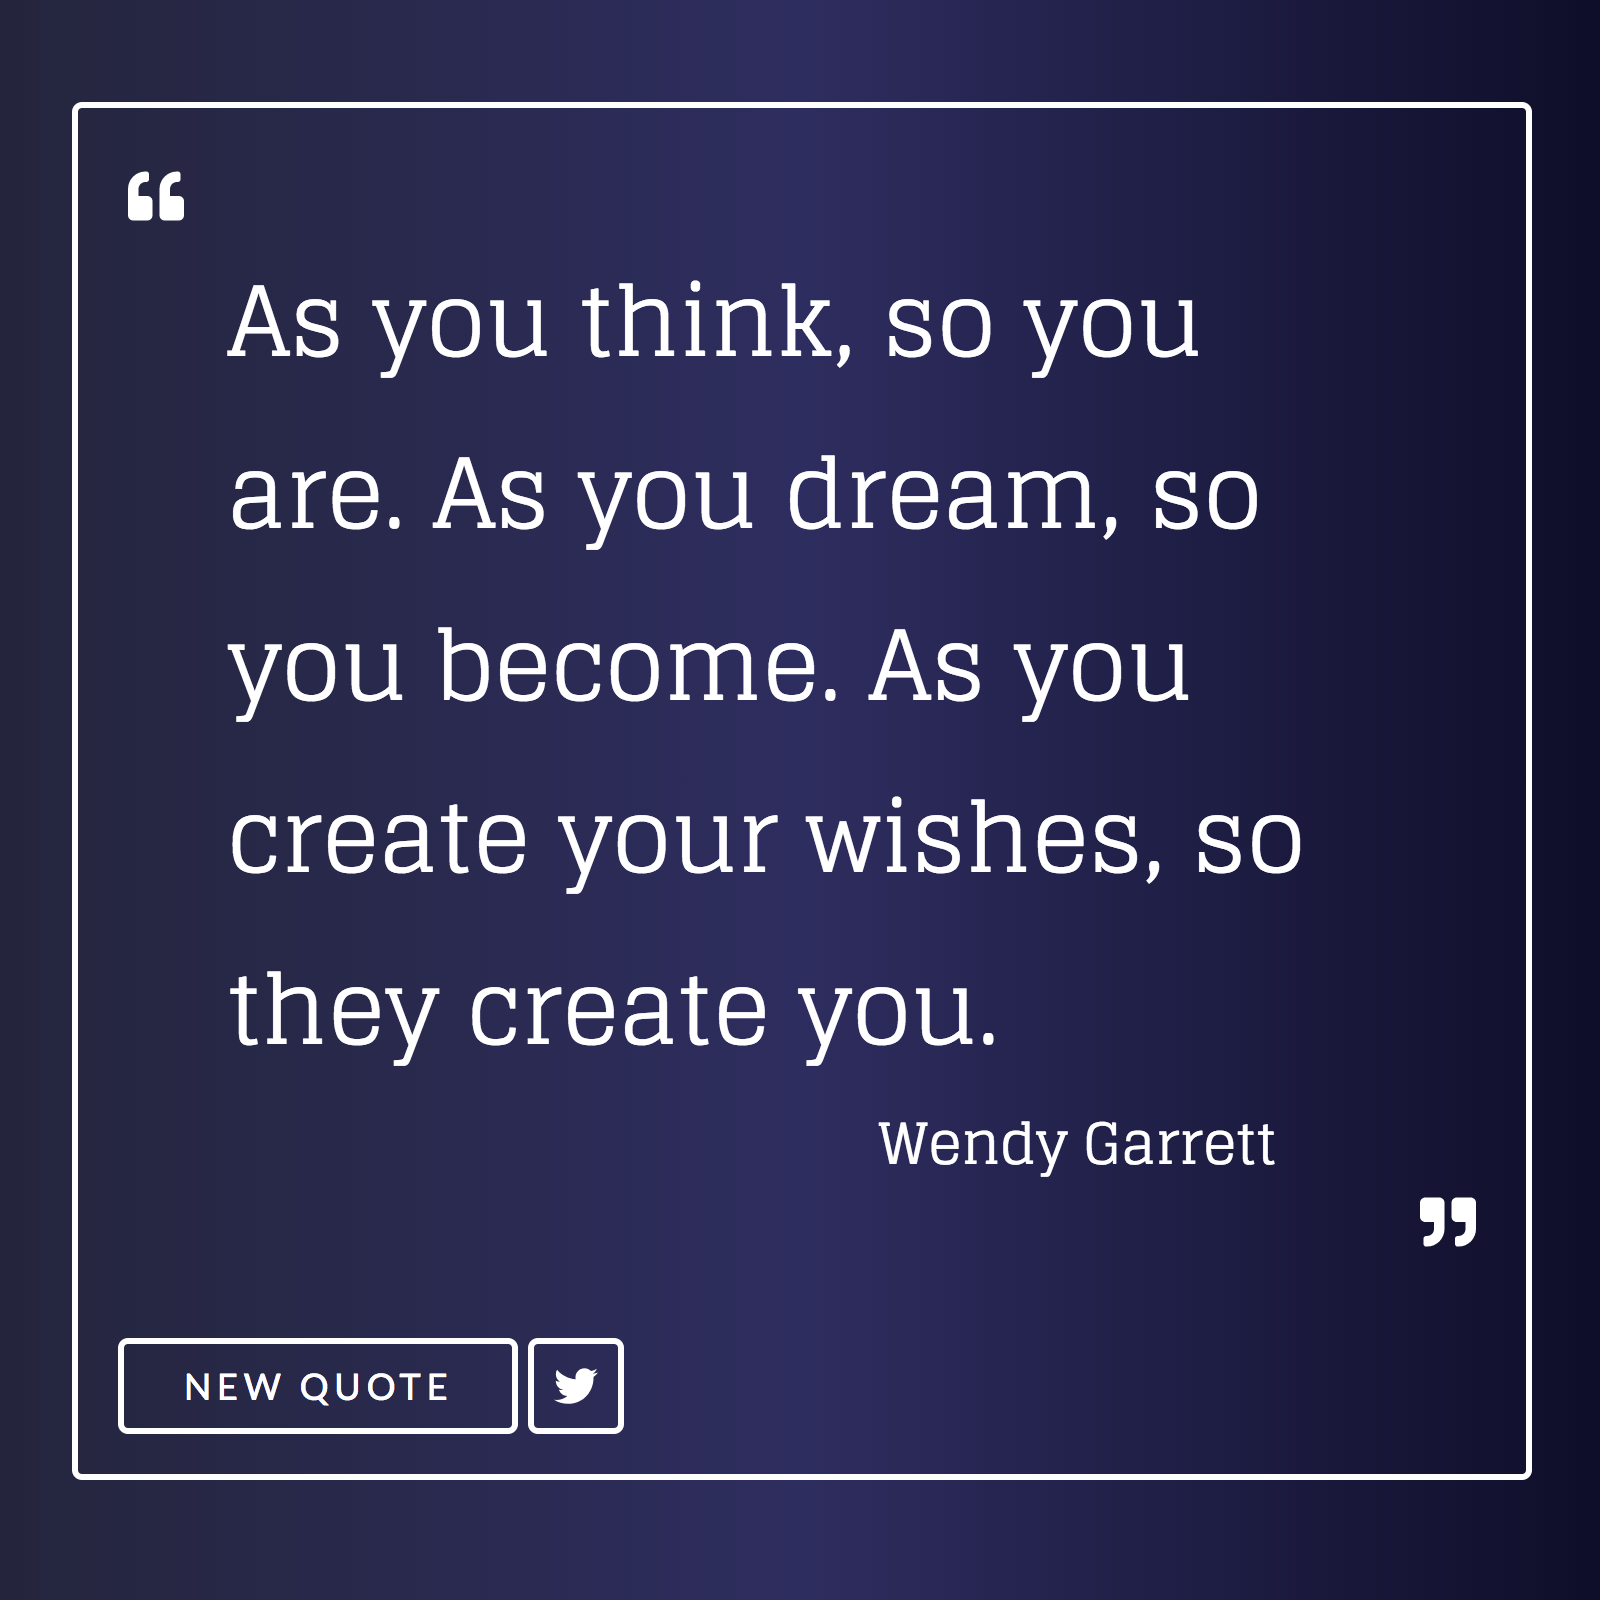 “
As you think, so you
are. As you dream, so
you become. As you
create your wishes, so
they create you.
Wendy Garrett
”
NEW QUOTE